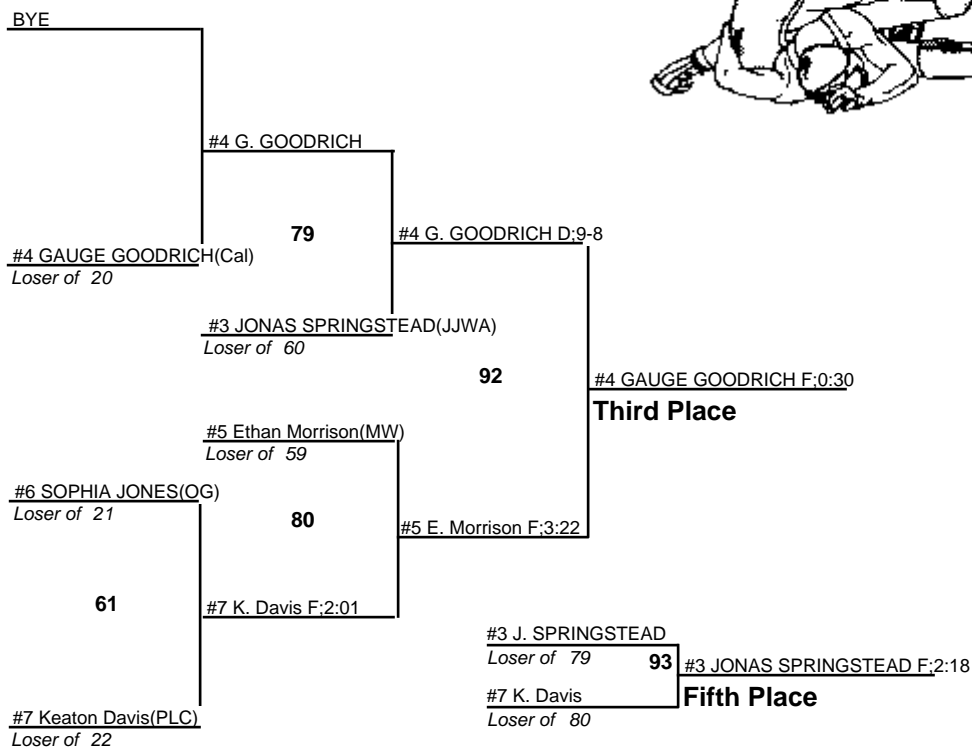 BYE
#4 G. GOODRICH
79
#4 G. GOODRICH D;9-8
#4 GAUGE GOODRICH(Cal)
Loser of 20
#3 JONAS SPRINGSTEAD(JJWA)
Loser of 60
92
#4 GAUGE GOODRICH F;0:30
Third Place
#5 Ethan Morrison(MW)
Loser of 59
#6 SOPHIA JONES(OG)
Loser of 21
80
#5 E. Morrison F;3:22
61
#7 K. Davis F;2:01
#7 Keaton Davis(PLC)
Loser of 22
#3 J. SPRINGSTEAD
Loser of 79
93
#3 JONAS SPRINGSTEAD F;2:18
Fifth Place
#7 K. Davis
Loser of 80